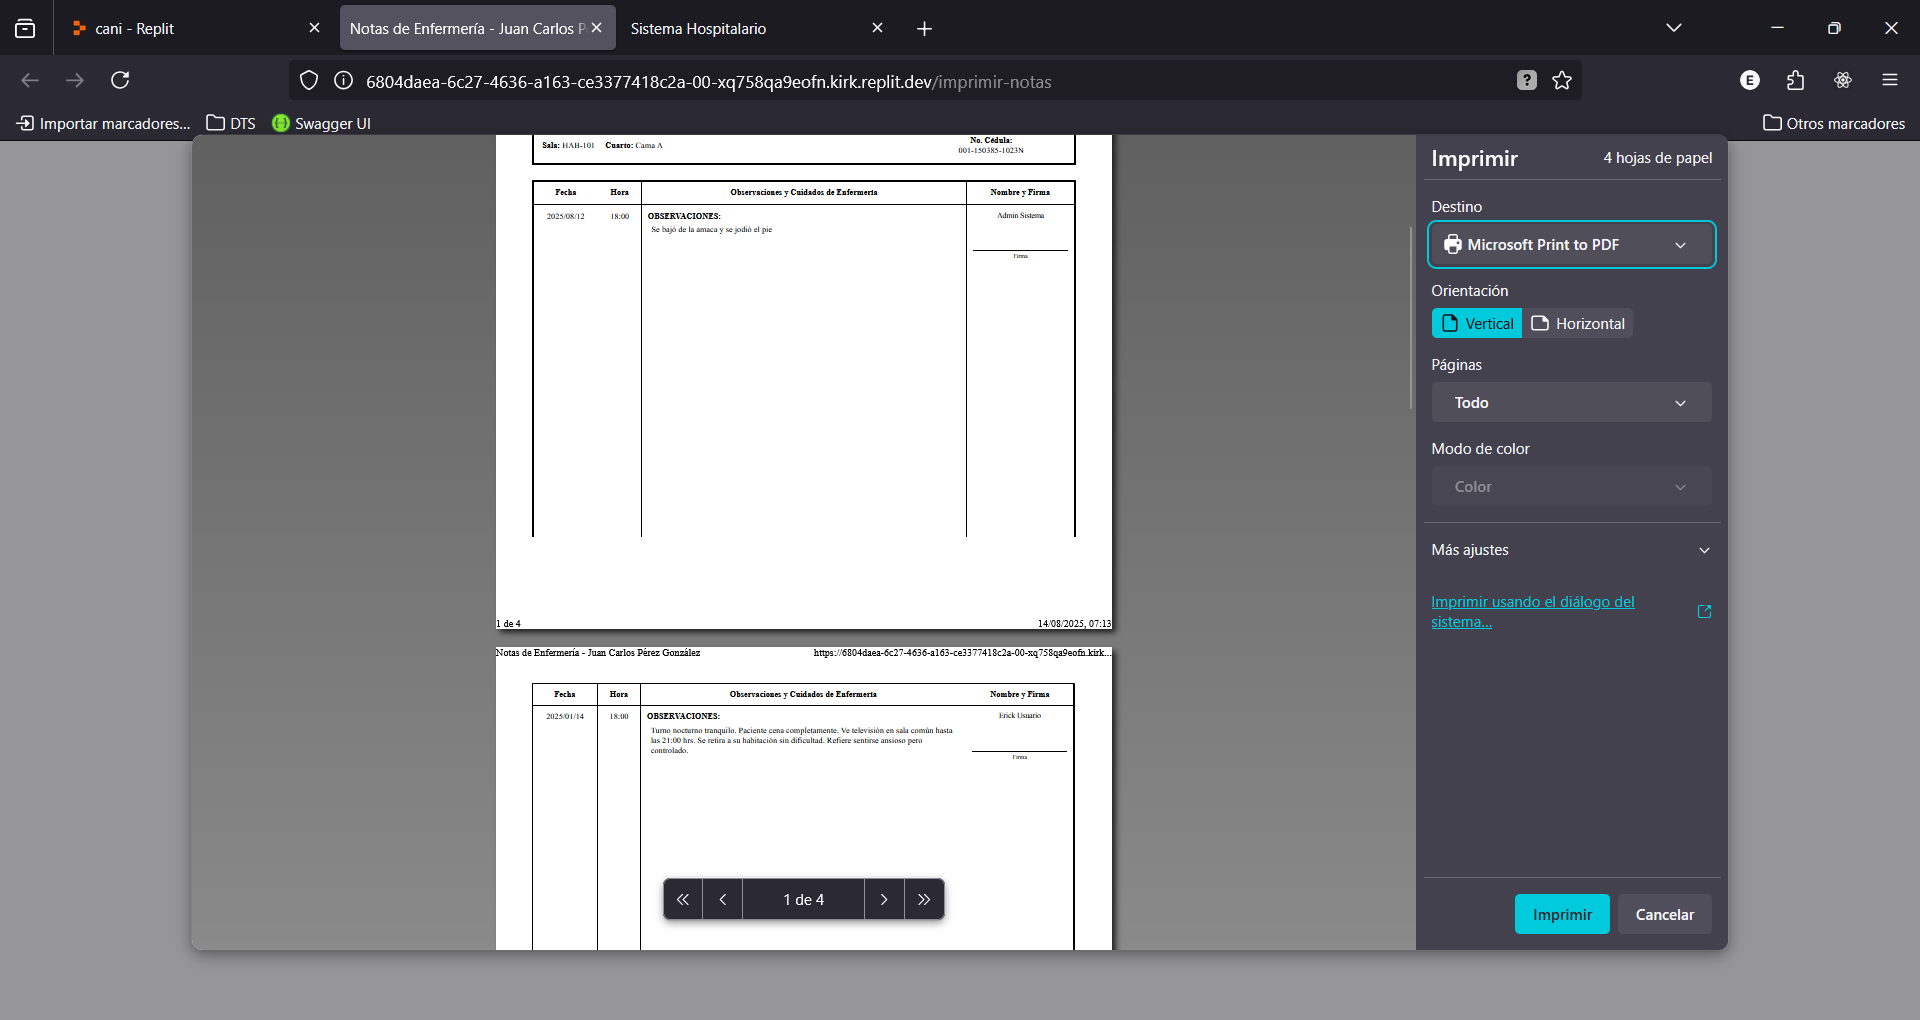 cani - Replit
Notas de Enfermería - Juan Carlos P
Sistema Hospitalario
6804daea-6c27-4636-a163-ce3377418c2a-00-xq758qa9eofn.kirk.replit.dev/imprimir-notas
E
Importar marcadores...
DTS
Swagger UI
Otros marcadores
Sala: HAB-101 Cuarto: Cama A
No. Cédula:
001-150385-1023N
Fecha Hora Observaciones y Cuidados de Enfermería Nombre y Firma
2025/08/12 18:00 OBSERVACIONES: Admin Sistema
Se bajó de la amaca y se jodió el pie
Firma
1 de 4
14/08/2025, 07:13
Notas de Enfermería - Juan Carlos Pérez González
https://6804daea-6c27-4636-a163-ce3377418c2a-00-xq758qa9eofn.kirk...
Fecha Hora Observaciones y Cuidados de Enfermería Nombre y Firma
2025/01/14 18:00 OBSERVACIONES: Erick Usuario
Turno nocturno tranquilo. Paciente cena completamente. Ve televisión en sala común hasta
las 21:00 hrs. Se retira a su habitación sin dificultad. Refiere sentirse ansioso pero
controlado.
Firma
1 de 4
Imprimir
4 hojas de papel
Destino
Microsoft Print to PDF
Orientación
Vertical
Horizontal
Páginas
Todo
Modo de color
Color
Más ajustes
Imprimir usando el diálogo del
sistema...
Imprimir
Cancelar